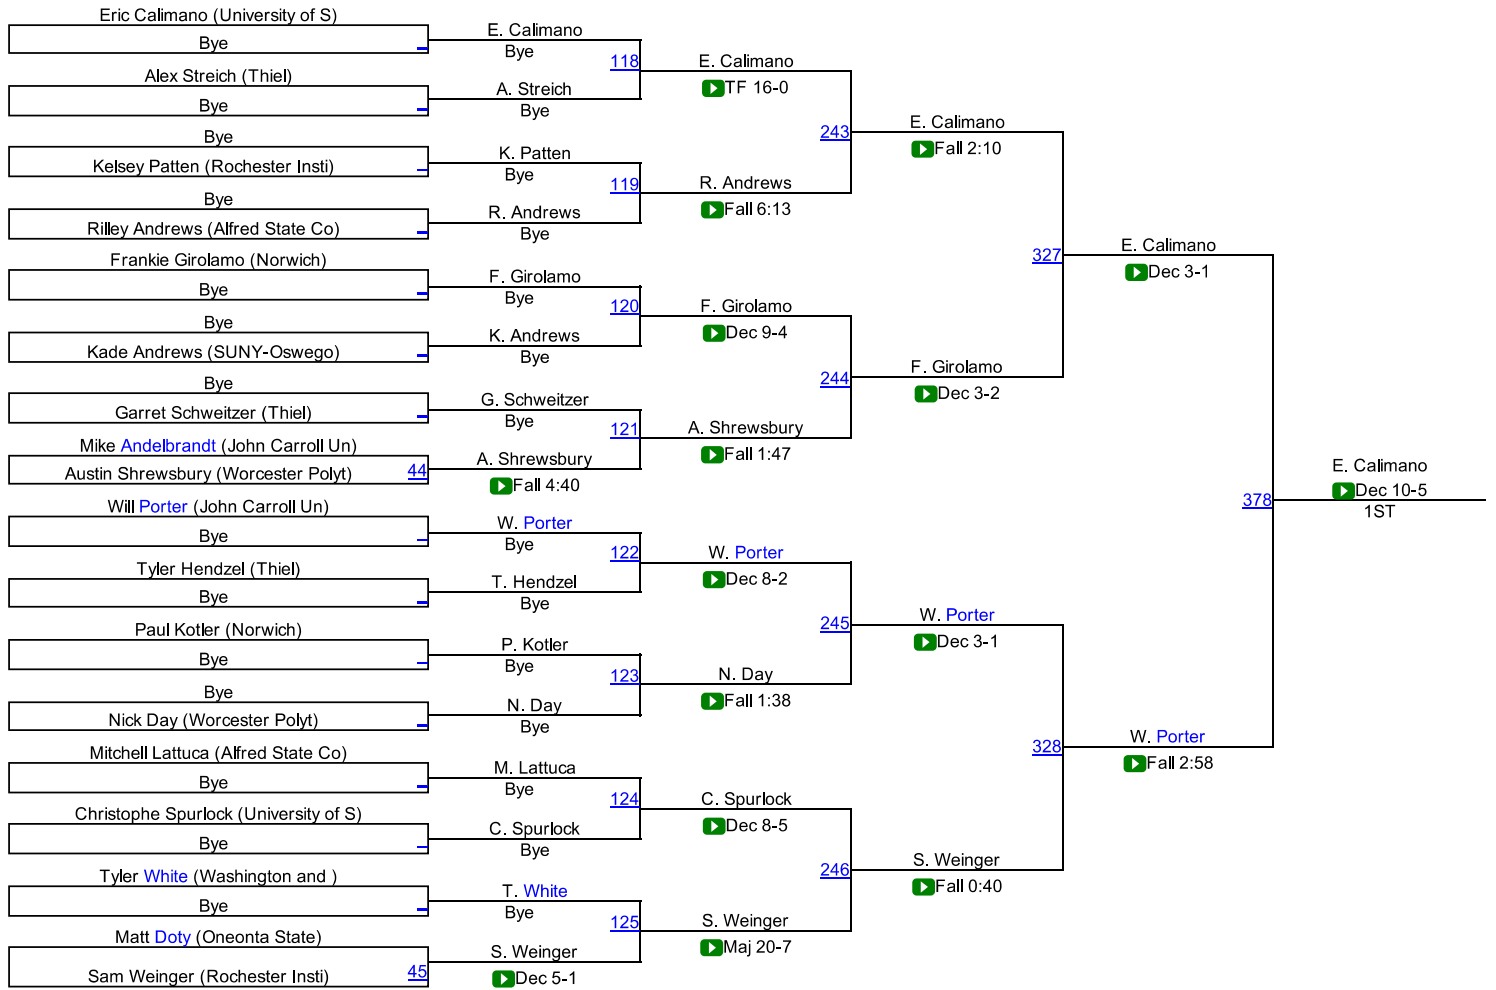 Eric Calimano (University of S)
Bye
Alex Streich (Thiel)
Bye
Bye
Kelsey Patten (Rochester Insti)
Bye
Rilley Andrews (Alfred State Co)
Frankie Girolamo (Norwich)
Bye
Bye
Kade Andrews (SUNY-Oswego)
Bye
Garret Schweitzer (Thiel)
Mike Andelbrandt (John Carroll Un)
Austin Shrewsbury (Worcester Polyt) 44
Will Porter (John Carroll Un)
Bye
Tyler Hendzel (Thiel)
Bye
Paul Kotler (Norwich)
Bye
Bye
Nick Day (Worcester Polyt)
Mitchell Lattuca (Alfred State Co)
Bye
Christophe Spurlock (University of S)
Bye
Tyler White (Washington and )
Bye
Matt Doty (Oneonta State)
Sam Weinger (Rochester Insti) 45
E. Calimano
Bye
118
A. Streich
Bye
K. Patten
Bye
119
R. Andrews
Bye
F. Girolamo
Bye
120
K. Andrews
Bye
G. Schweitzer
Bye
121
A. Shrewsbury
Fall 4:40
W. Porter
Bye
122
T. Hendzel
Bye
P. Kotler
Bye
123
N. Day
Bye
M. Lattuca
Bye
124
C. Spurlock
Bye
T. White
Bye
125
S. Weinger
Dec 5-1
E. Calimano
TF 16-0
243
R. Andrews
Fall 6:13
F. Girolamo
Dec 9-4
244
A. Shrewsbury
Fall 1:47
W. Porter
Dec 8-2
245
N. Day
Fall 1:38
C. Spurlock
Dec 8-5
246
S. Weinger
Maj 20-7
E. Calimano
Fall 2:10
327
F. Girolamo
Dec 3-2
W. Porter
Dec 3-1
328
S. Weinger
Fall 0:40
E. Calimano
Dec 3-1
378
W. Porter
Fall 2:58
E. Calimano
Dec 10-5
1ST